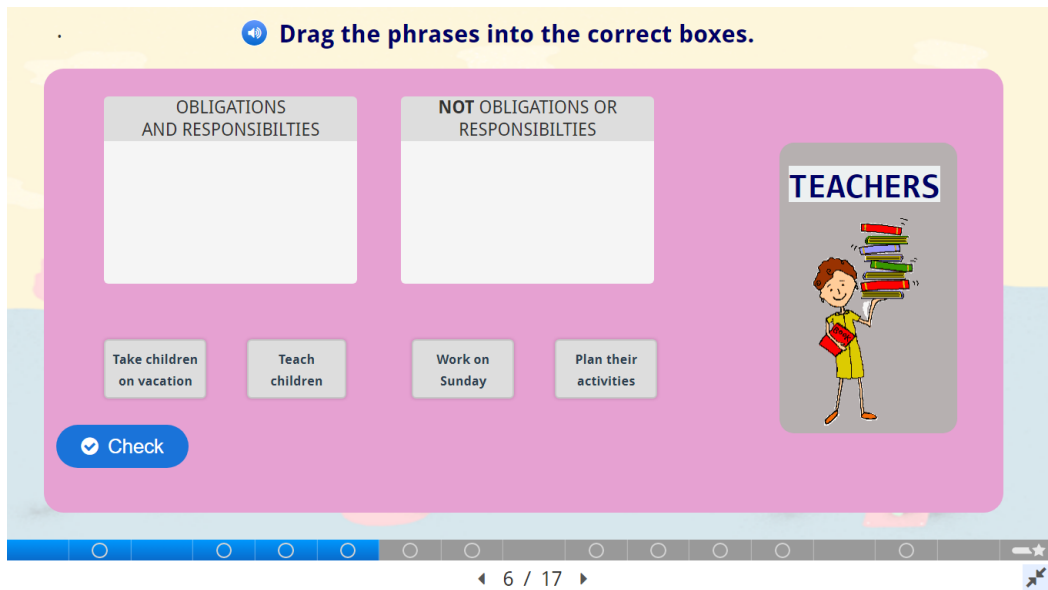 Drag the phrases into the correct boxes.
OBLIGATIONS
AND RESPONSIBILTIES
NOT OBLIGATIONS OR
RESPONSIBILTIES
TEACHERS
Take children
on vacation
Teach
children
Work on
Sunday
Plan their
activities
Check
6 / 17